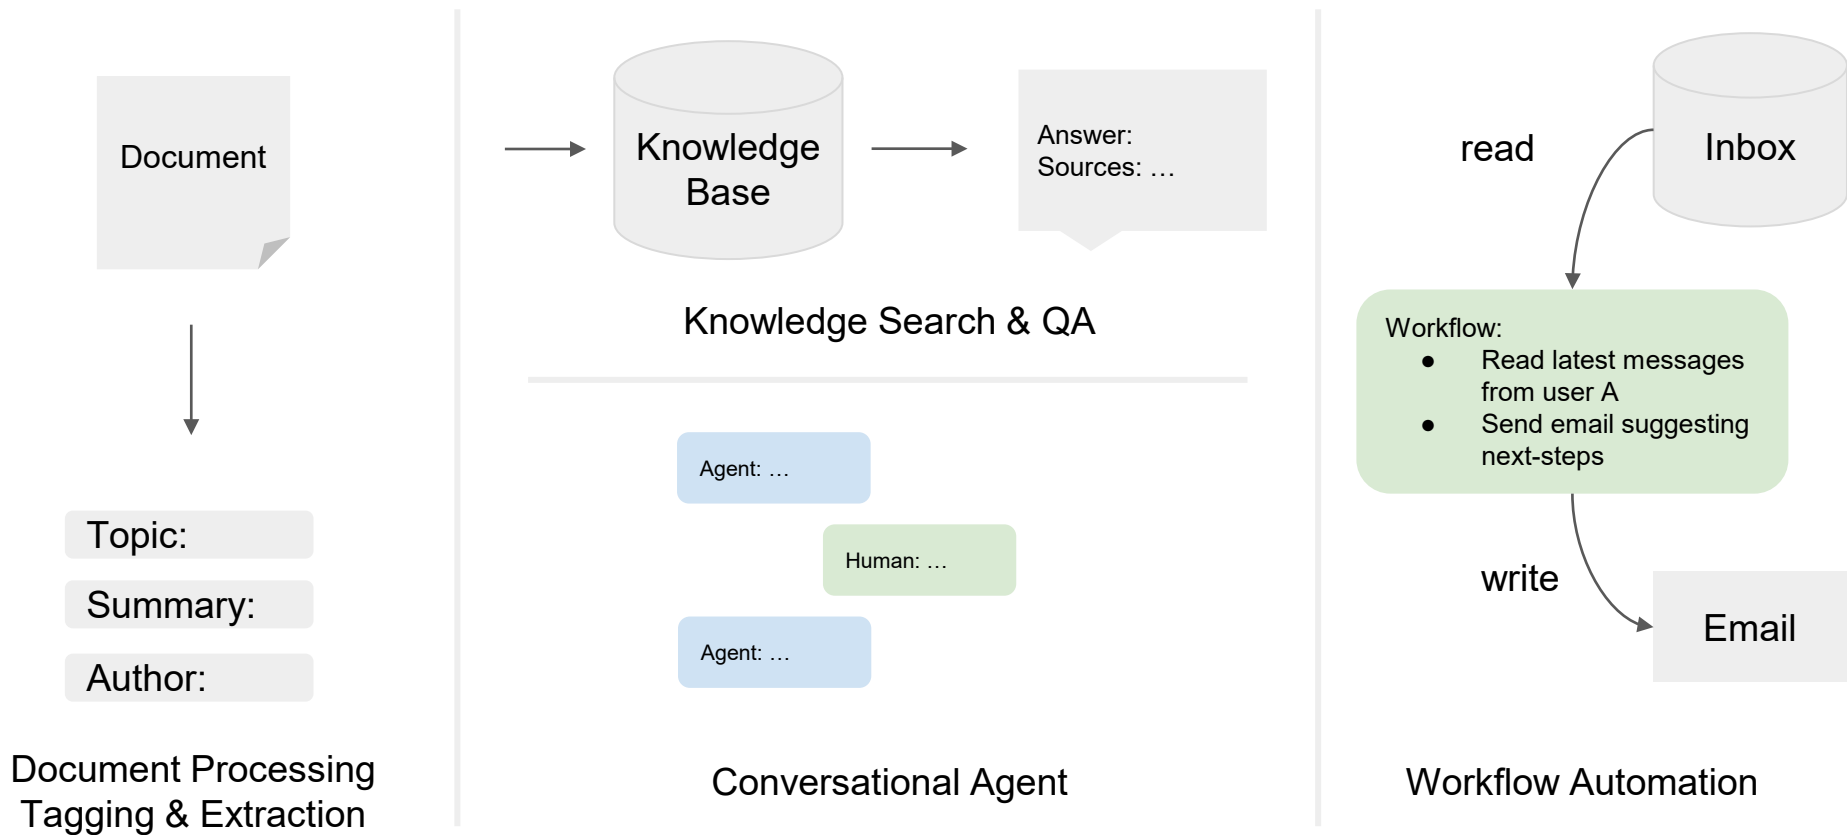 Document
Topic:
Summary:
Author:
Document Processing
Tagging & Extraction
Knowledge
Base
Answer:
Sources: …
Knowledge Search & QA
Agent: …
Human: …
Agent: …
Conversational Agent
read
Inbox
Workflow:
● Read latest messages
from user A
● Send email suggesting
next-steps
write
Email
Workflow Automation